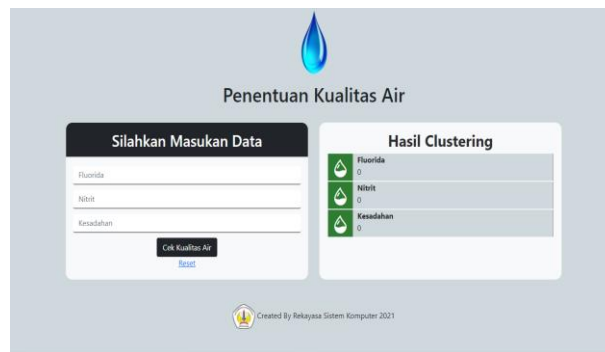 Penentuan Kualitas Air
Silahkan Masukan Data
Fluorida
Nitrit
Kesadahan
Cek Kualitas Air
Reset
Hasil Clustering
Fluorida
0
Nitrit
0
Kesadahan
0
Created By Rekayasa Sistem Komputer 2021